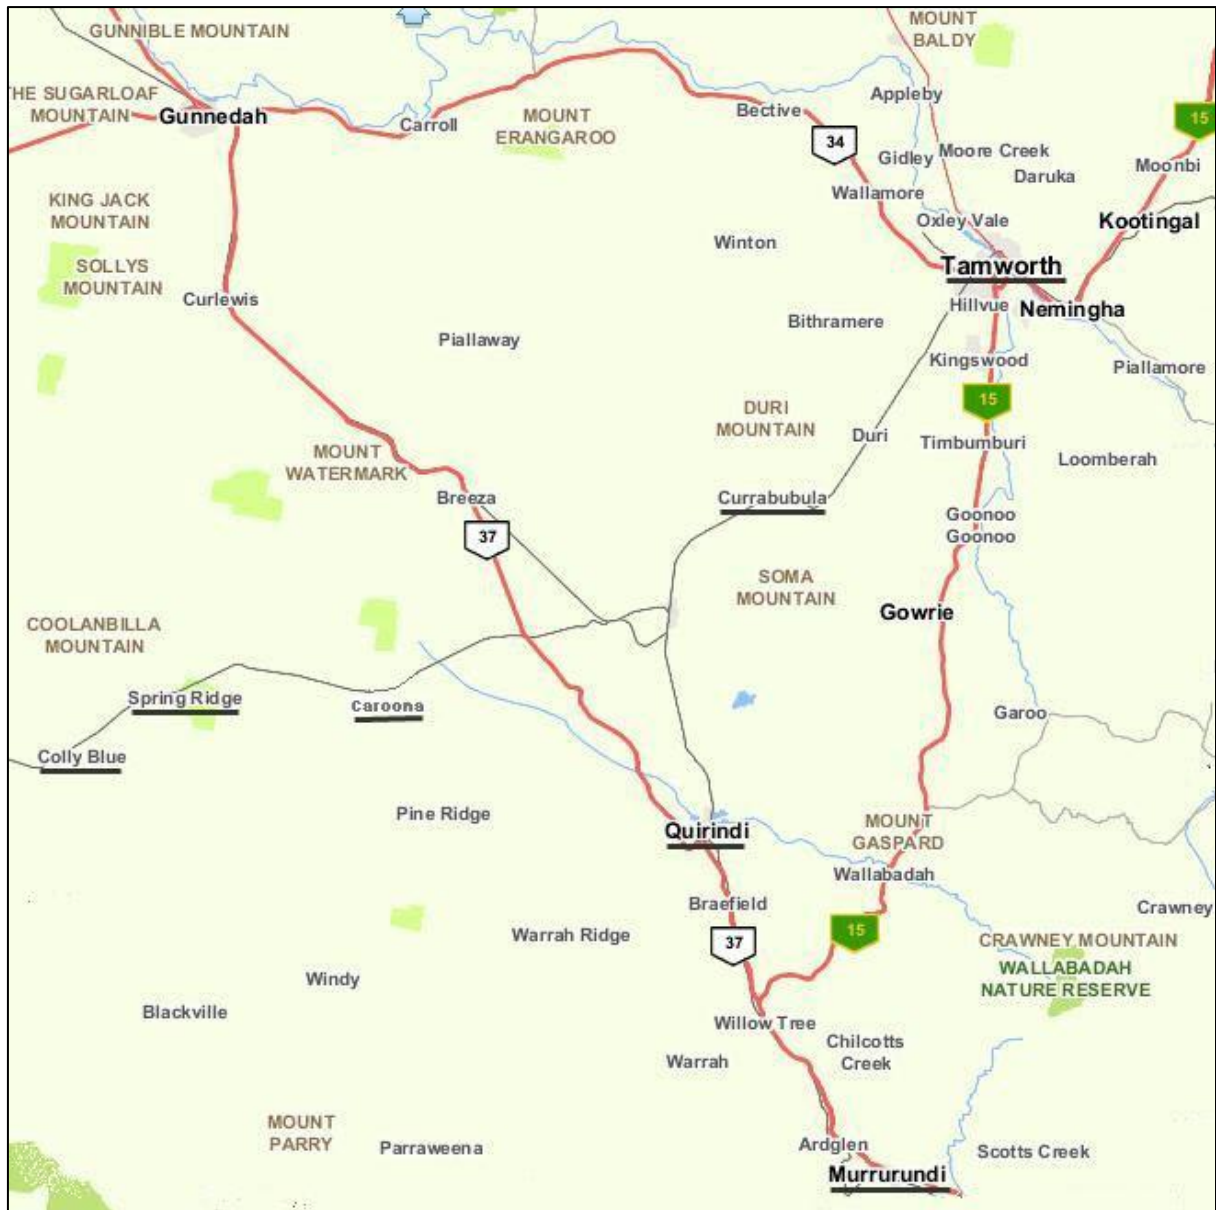 GUNNIBLE MOUNTAIN
MOUNT
BALDY
THE SUGARLOAF
MOUNTAIN
Gunnedah
Carroll
MOUNT
ERANGAROO
Bective
34
Appleby
15
Gidley
Moore Creek
Daruka
Moonbi
Wallamore
KING JACK
MOUNTAIN
Oxley Vale
Kootingal
Winton
SOLLYS
MOUNTAIN
Tamworth
Curlewis
Hillvue
Nemingha
Bithramere
Piallaway
Kingswood
Piallamore
15
DURI
MOUNTAIN
Duri
Timbumburi
Loomberah
MOUNT
WATERMARK
Breeza
Currabubula
Goonoo
Goonoo
37
SOMA
MOUNTAIN
Gowrie
COOLANBILLA
MOUNTAIN
Spring Ridge
Caroona
Garoo
Colly Blue
Pine Ridge
Quirindi
MOUNT
GASPARD
Wallabadah
Braefield
Crawney
15
Warrah Ridge
37
CRAWNEY MOUNTAIN
WALLABADAH
NATURE RESERVE
Windy
Blackville
Willow Tree
Chilcotts
Creek
Warrah
MOUNT
PARRY
Parraweena
Ardglen
Scotts Creek
Murrurundi